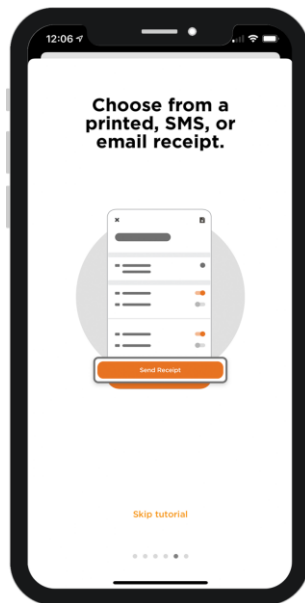 12:06
Choose from a
printed, SMS, or
email receipt.
Send Receipt
Skip tutorial